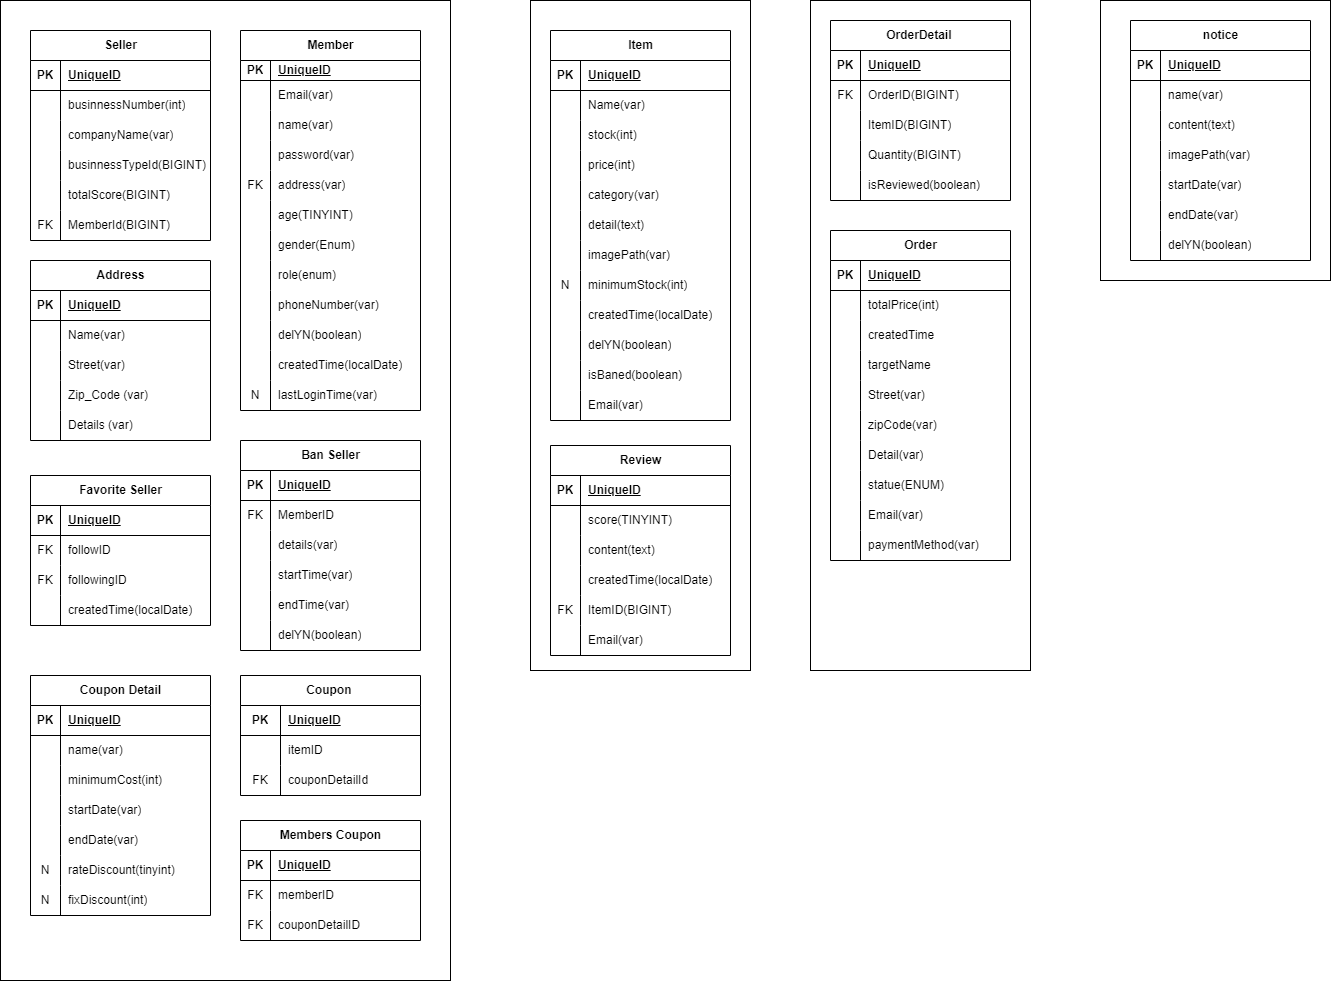 Seller
PK UniqueID
businnessNumber(int)
companyName(var)
businnessTypeId(BIGINT)
totalScore(BIGINT)
FK MemberId(BIGINT)
Address
PK UniqueID
Name(var)
Street(var)
Zip_Code (var)
Details (var)
Favorite Seller
PK UniqueID
FK followID
FK followingID
createdTime(localDate)
Coupon Detail
PK UniqueID
name(var)
minimumCost(int)
startDate(var)
endDate(var)
N rateDiscount(tinyint)
N fixDiscount(int)
Member
PK UniqueID
Email(var)
name(var)
password(var)
FK address(var)
age(TINYINT)
gender(Enum)
role(enum)
phoneNumber(var)
delYN(boolean)
createdTime(localDate)
N lastLoginTime(var)
Ban Seller
PK UniqueID
FK MemberID
details(var)
startTime(var)
endTime(var)
delYN(boolean)
Coupon
PK UniqueID
itemID
FK couponDetailId
Members Coupon
PK UniqueID
FK memberID
FK couponDetailID
Item
PK UniqueID
Name(var)
stock(int)
price(int)
category(var)
detail(text)
imagePath(var)
N minimumStock(int)
createdTime(localDate)
delYN(boolean)
isBaned(boolean)
Email(var)
Review
PK UniqueID
score(TINYINT)
content(text)
createdTime(localDate)
FK ItemID(BIGINT)
Email(var)
OrderDetail
PK UniqueID
FK OrderID(BIGINT)
ItemID(BIGINT)
Quantity(BIGINT)
isReviewed(boolean)
Order
PK UniqueID
totalPrice(int)
createdTime
targetName
Street(var)
zipCode(var)
Detail(var)
statue(ENUM)
Email(var)
paymentMethod(var)
notice
PK UniqueID
name(var)
content(text)
imagePath(var)
startDate(var)
endDate(var)
delYN(boolean)